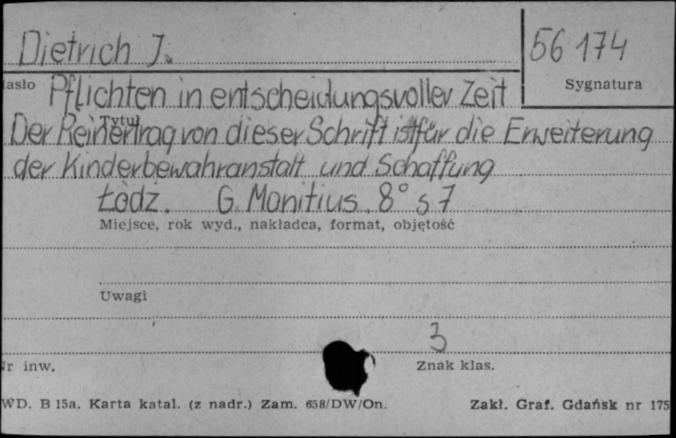 Dietrich J.
56 174
asło Pflichten in entscheidungsvoller Zeit
Sygnatura
Tytuł
Der Reinertrag von dieser Schrift ist für die Erweiterung
der Kinderbewahranstalt und Schaffung
Łódz. G. Manitius. 8° s 7
Miejsce, rok wyd., nakładca, format, objętość
Uwagi
3
Nr inw.
Znak klas.
WD. B 15a. Karta katal. (z nadr.) Zam. 658/DW/On.
Zakł. Graf. Gdańsk nr 175